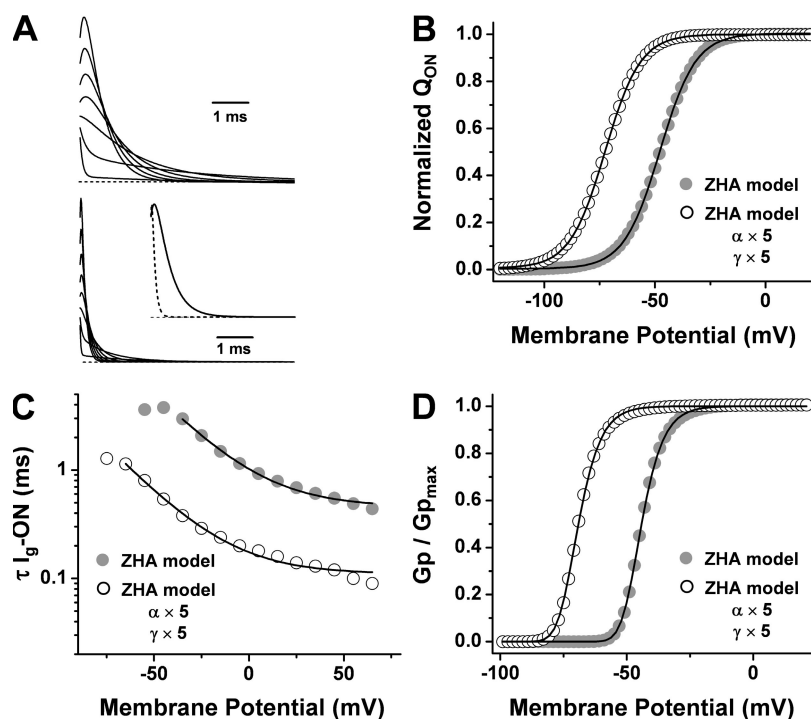 A
1 ms
1 ms
B
Normalized Q_ON
1.0
0.8
0.6
0.4
0.2
0.0
ZHA model
ZHA model
α × 5
γ × 5
-100
-50
0
Membrane Potential (mV)
C
τ I_g-ON (ms)
1
0.1
ZHA model
ZHA model
α × 5
γ × 5
-50
0
50
Membrane Potential (mV)
D
Gp / Gp_max
1.0
0.8
0.6
0.4
0.2
0.0
ZHA model
ZHA model
α × 5
γ × 5
-100
-50
0
Membrane Potential (mV)